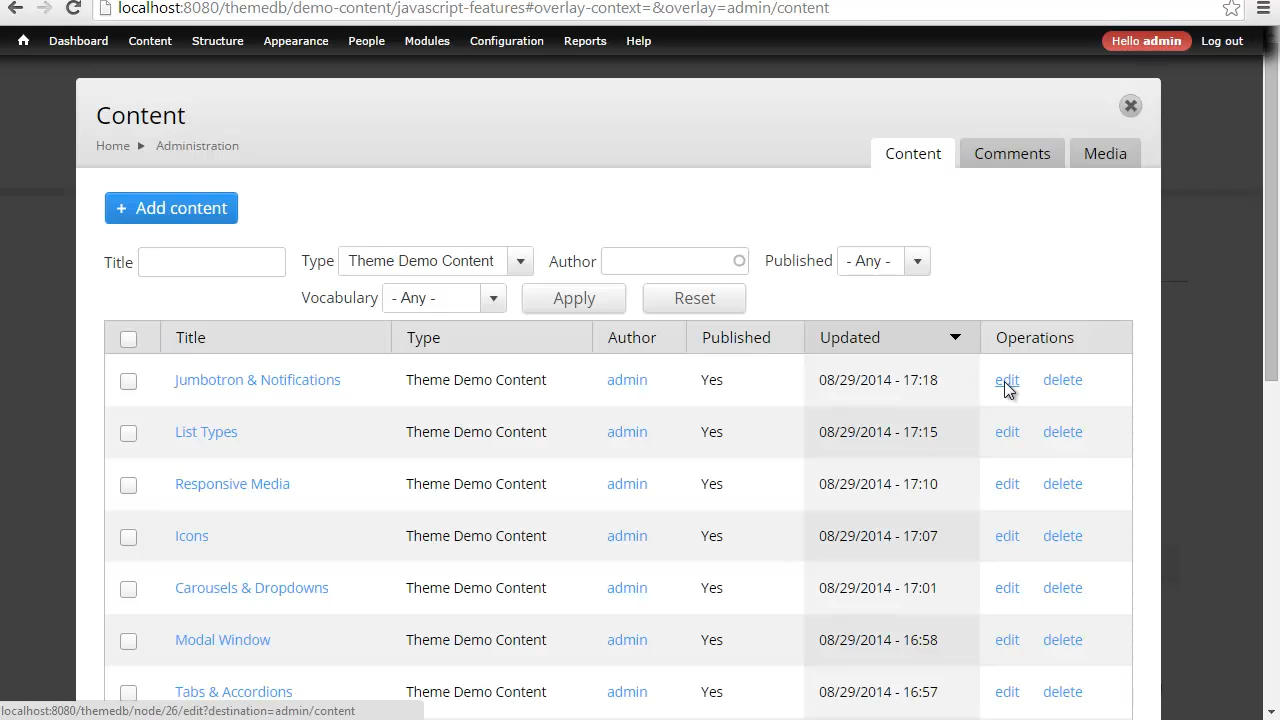 localhost:8080/themedb/demo-content/javascript-features#overlay-context=&overlay=admin/content
Dashboard Content Structure Appearance People Modules Configuration Reports Help Hello admin Log out
Content
Home Administration
Content Comments Media
+ Add content
Title Type Theme Demo Content Author Published - Any -
Vocabulary - Any - Apply Reset
Title Type Author Published Updated Operations
Jumbotron & Notifications Theme Demo Content admin Yes 08/29/2014 - 17:18 edit delete
List Types Theme Demo Content admin Yes 08/29/2014 - 17:15 edit delete
Responsive Media Theme Demo Content admin Yes 08/29/2014 - 17:10 edit delete
Icons Theme Demo Content admin Yes 08/29/2014 - 17:07 edit delete
Carousels & Dropdowns Theme Demo Content admin Yes 08/29/2014 - 17:01 edit delete
Modal Window Theme Demo Content admin Yes 08/29/2014 - 16:58 edit delete
Tabs & Accordions Theme Demo Content admin Yes 08/29/2014 - 16:57 edit delete
localhost:8080/themedb/node/26/edit?destination=admin/content